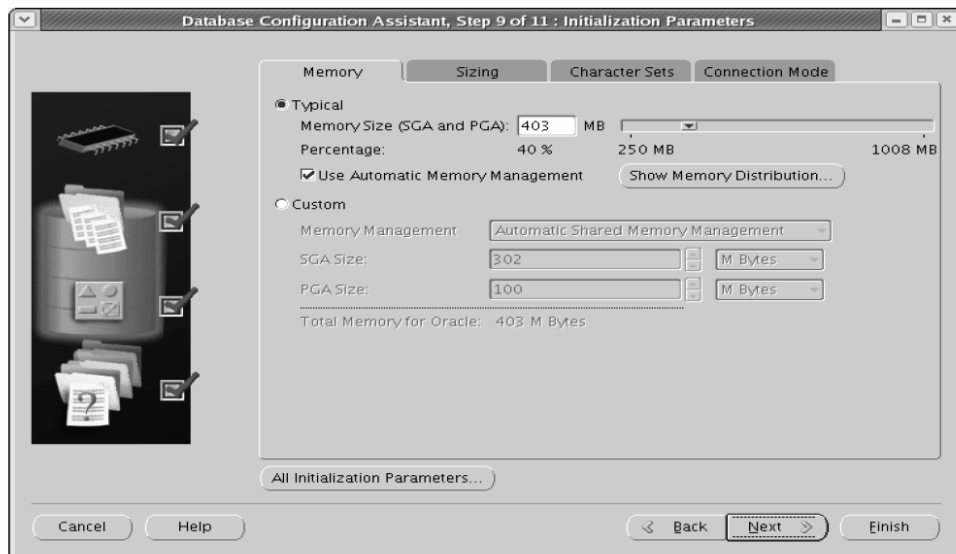 Database Configuration Assistant, Step 9 of 11 : Initialization Parameters
Memory Sizing Character Sets Connection Mode
Typical
Memory Size (SGA and PGA): 403 MB
Percentage: 40 % 250 MB 1008 MB
Use Automatic Memory Management Show Memory Distribution...
Custom
Memory Management Automatic Shared Memory Management
SGA Size: 302 M Bytes
PGA Size: 100 M Bytes
Total Memory for Oracle: 403 M Bytes
?
All Initialization Parameters...
Cancel Help Back Next Finish